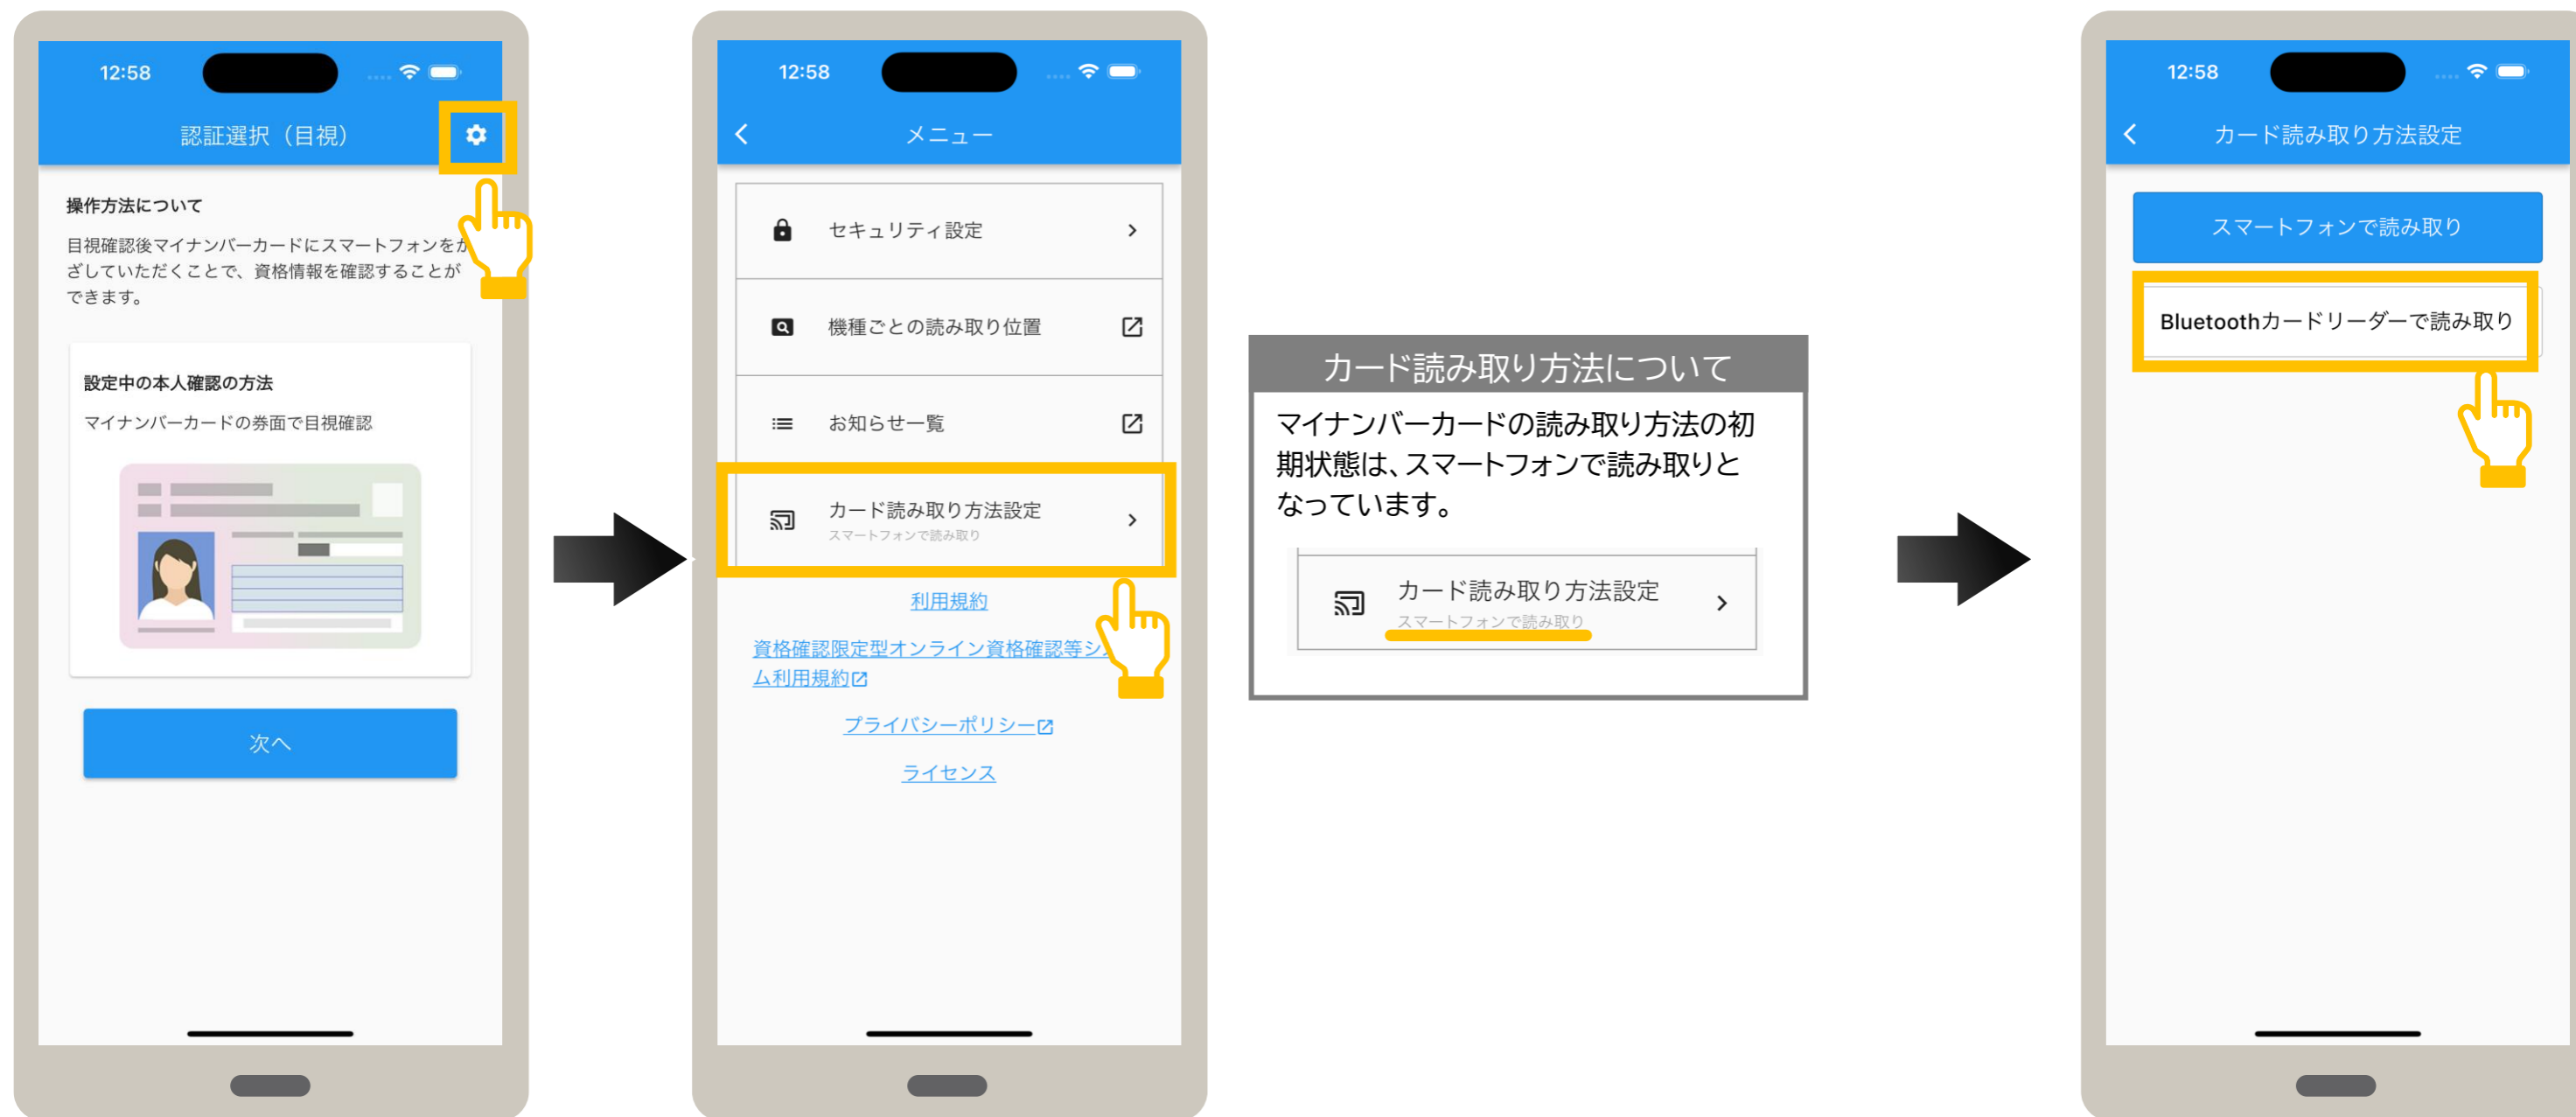 12:58
認証選択（目視）
操作方法について
目視確認後マイナンバーカードにスマートフォンをか
ざしていただくことで、資格情報を確認することが
できます。
設定中の本人確認の方法
マイナンバーカードの券面で目視確認
次へ
12:58
メニュー
セキュリティ設定
機種ごとの読み取り位置
お知らせ一覧
カード読み取り方法設定
スマートフォンで読み取り
利用規約
資格確認限定型オンライン資格確認等シス
ム利用規約
プライバシーポリシー
ライセンス
カード読み取り方法について
マイナンバーカードの読み取り方法の初
期状態は、スマートフォンで読み取りと
なっています。
カード読み取り方法設定
スマートフォンで読み取り
12:58
カード読み取り方法設定
スマートフォンで読み取り
Bluetoothカードリーダーで読み取り